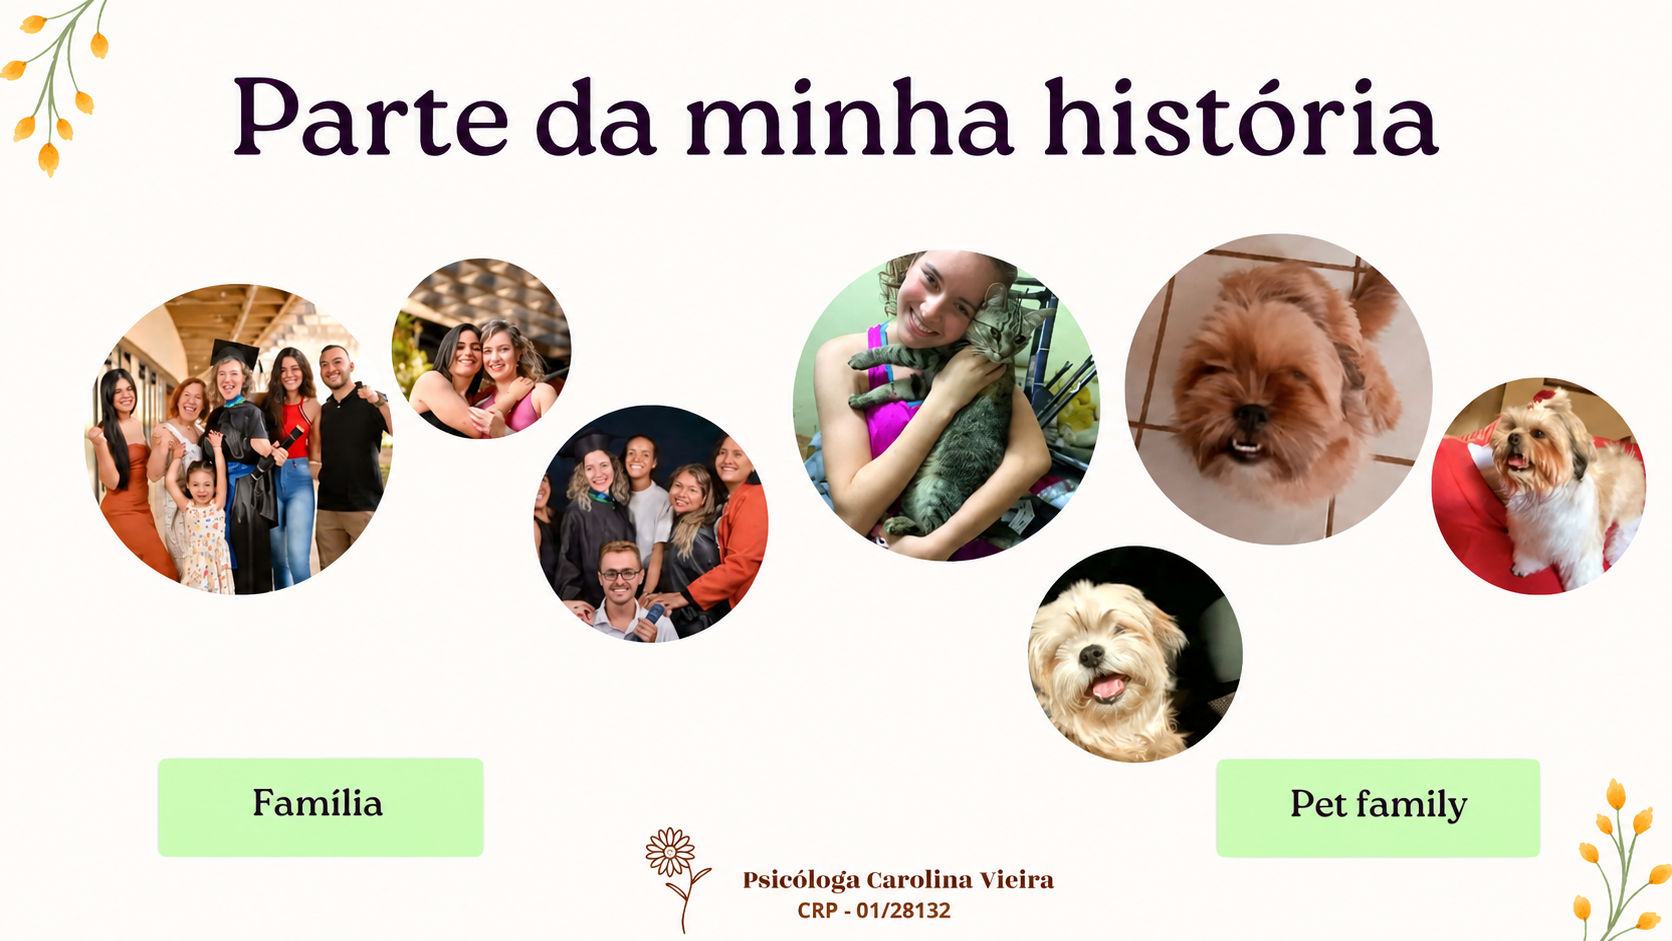 Parte da minha história
Família
Pet family
Psicóloga Carolina Vieira
CRP - 01/28132